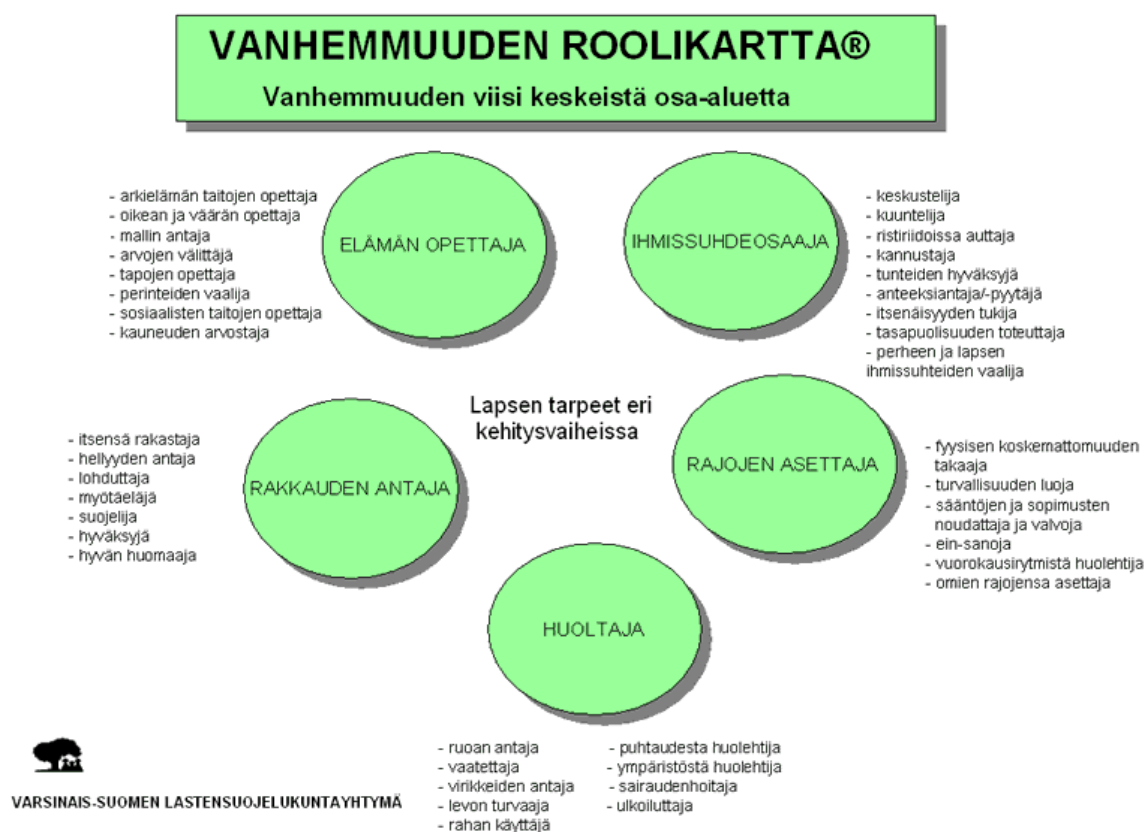 VANHEMMUUDEN ROOLIKARTTA®
Vanhemmuuden viisi keskeistä osa-aluetta
- arkielämän taitojen opettaja
- oikean ja väärän opettaja
- mallin antaja
- arvojen välittäjä
- tapojen opettaja
- perinteiden vaalija
- sosiaalisten taitojen opettaja
- kauneuden arvostaja
ELÄMÄN OPETTAJA
IHMISSUHDEOSAAJA
- keskustelija
- kuuntelija
- ristiriidoissa auttaja
- kannustaja
- tunteiden hyväksyjä
- anteeksiantaja/-pyytäjä
- itsenäisyyden tukija
- tasapuolisuuden toteuttaja
- perheen ja lapsen
ihmissuhteiden vaalija
Lapsen tarpeet eri
kehitysvaiheissa
- itsensä rakastaja
- hellyyden antaja
- lohduttaja
- myötäeläjä
- suojelija
- hyväksyjä
- hyvän huomaaja
RAKKAUDEN ANTAJA
RAJOJEN ASETTAJA
- fyysisen koskemattomuuden
takaaja
- turvallisuuden luoja
- sääntöjen ja sopimusten
noudattaja ja valvoja
- ein-sanoja
- vuorokausirytmistä huolehtija
- omien rajojensa asettaja
HUOLTAJA
- ruoan antaja
- vaatettaja
- virikkeiden antaja
- levon turvaaja
- rahan käyttäjä
- puhtaudesta huolehtija
- ympäristöstä huolehtija
- sairaudenhoitaja
- ulkoiluttaja
VARSINAIS-SUOMEN LASTENSUOJELUKUNTAYHTYMÄ